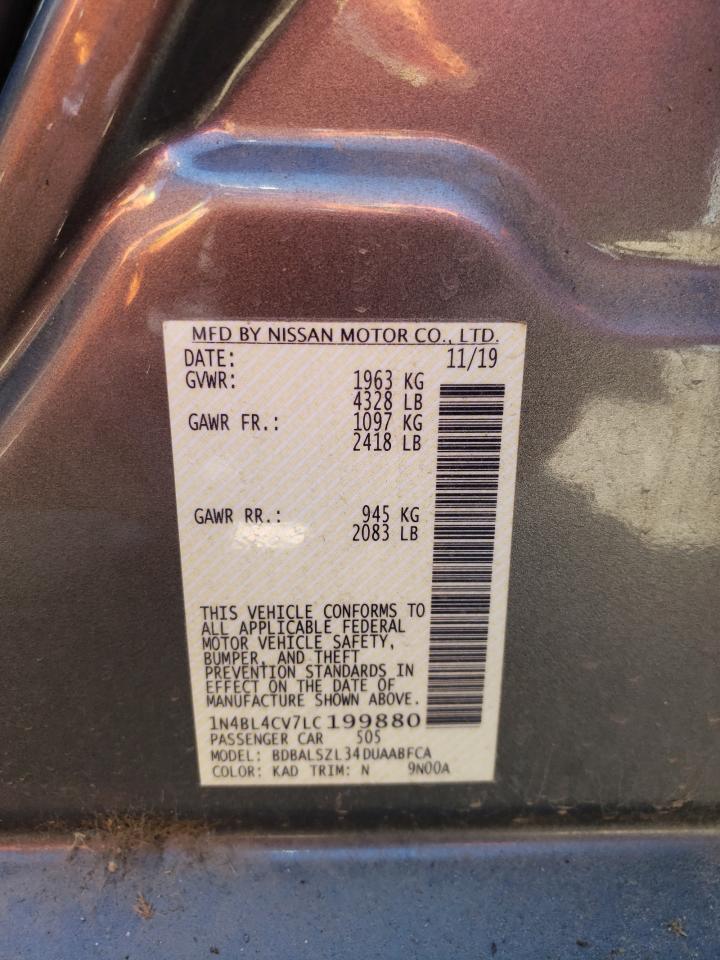 MFD BY NISSAN MOTOR CO., LTD.
DATE: 11/19
GVWR: 1963 KG
4328 LB
GAWR FR.: 1097 KG
2418 LB
GAWR RR.: 945 KG
2083 LB
THIS VEHICLE CONFORMS TO
ALL APPLICABLE FEDERAL
MOTOR VEHICLE SAFETY,
BUMPER, AND THEFT
PREVENTION STANDARDS IN
EFFECT ON THE DATE OF
MANUFACTURE SHOWN ABOVE.
1N4BL4CV7LC199880
PASSENGER CAR 505
MODEL: BDBALSZL34DUAABFCA
COLOR: KAD TRIM: N 9N00A